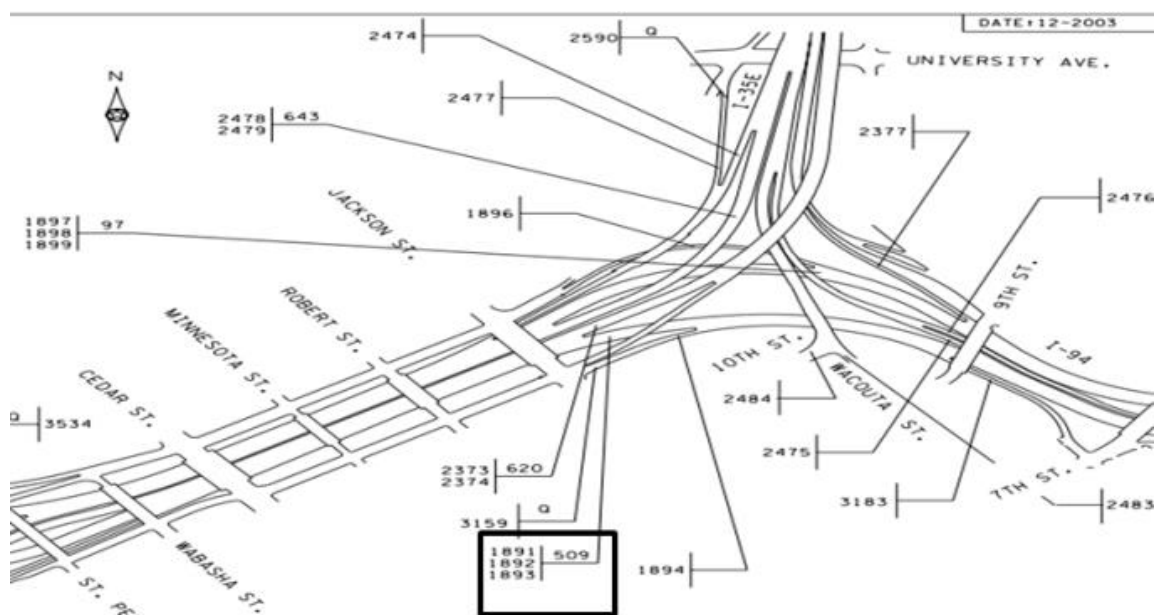 DATE:12-2003
2474
2590 Q
UNIVERSITY AVE.
N
I-35E
2477
2478 643
2479
2377
JACKSON ST.
2476
1896
1897 97
1898
1899
ROBERT ST.
9TH ST.
MINNESOTA ST.
I-94
10TH ST.
CEDAR ST.
WACOUTA ST.
2484
Q
3534
2475
2373 620
2374
7TH ST.
3183
2483
Q
3159
1891 509
1892
1893
1894
WABASHA ST.
ST. PE